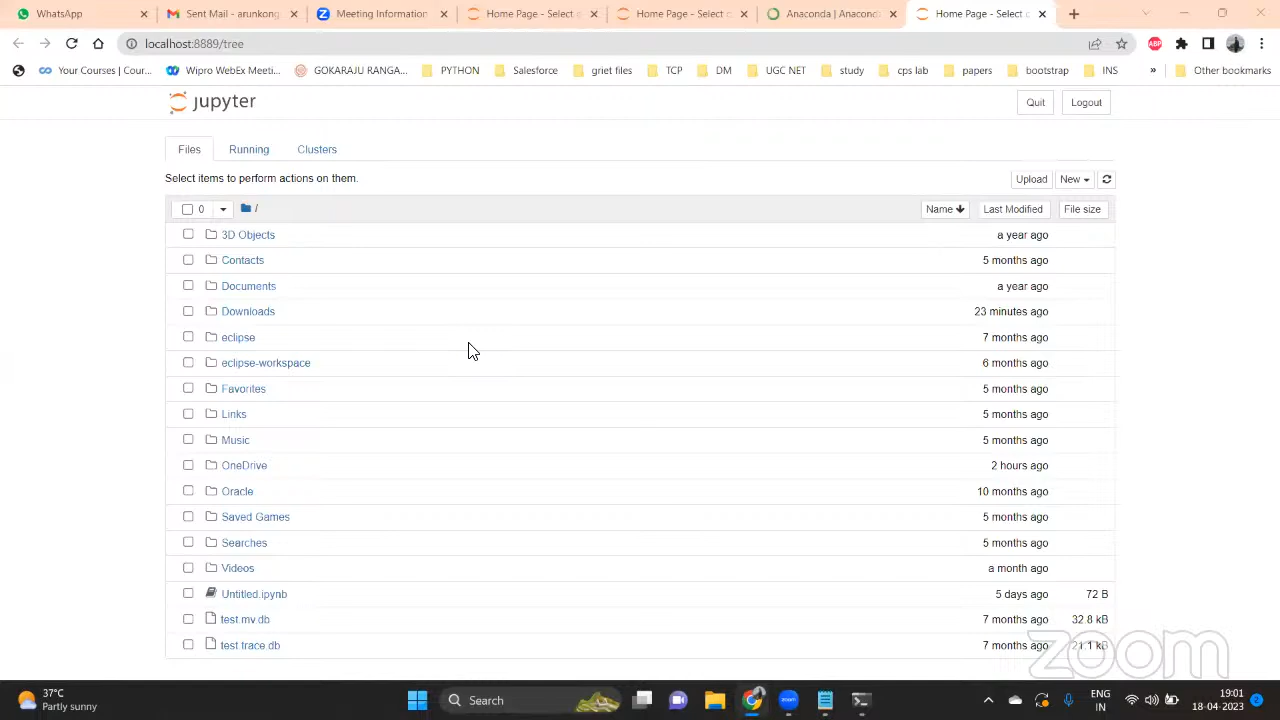 WhatsApp
Sent Mail - arunkong
Meeting Information
Home Page - Select c
Home Page - Select c
Anaconda | Anacond
Home Page - Select c
localhost:8889/tree
ABP
Your Courses | Cour...
Wipro WebEx Meeti...
GOKARAJU RANGA...
PYTHON
Salesforce
griet files
TCP
DM
UGC NET
study
cps lab
papers
bootstrap
INS
»
Other bookmarks
jupyter
Quit
Logout
Files
Running
Clusters
Select items to perform actions on them.
Upload
New
0
/
Name
Last Modified
File size
3D Objects a year ago
Contacts 5 months ago
Documents a year ago
Downloads 23 minutes ago
eclipse 7 months ago
eclipse-workspace 6 months ago
Favorites 5 months ago
Links 5 months ago
Music 5 months ago
OneDrive 2 hours ago
Oracle 10 months ago
Saved Games 5 months ago
Searches 5 months ago
Videos a month ago
Untitled.ipynb 5 days ago 72 B
test.mv.db 7 months ago 32.8 kB
test.trace.db 7 months ago 21.1 kB
zoom
37°C
Partly sunny
Search
zoom
ENG
IN
19:01
18-04-2023
2